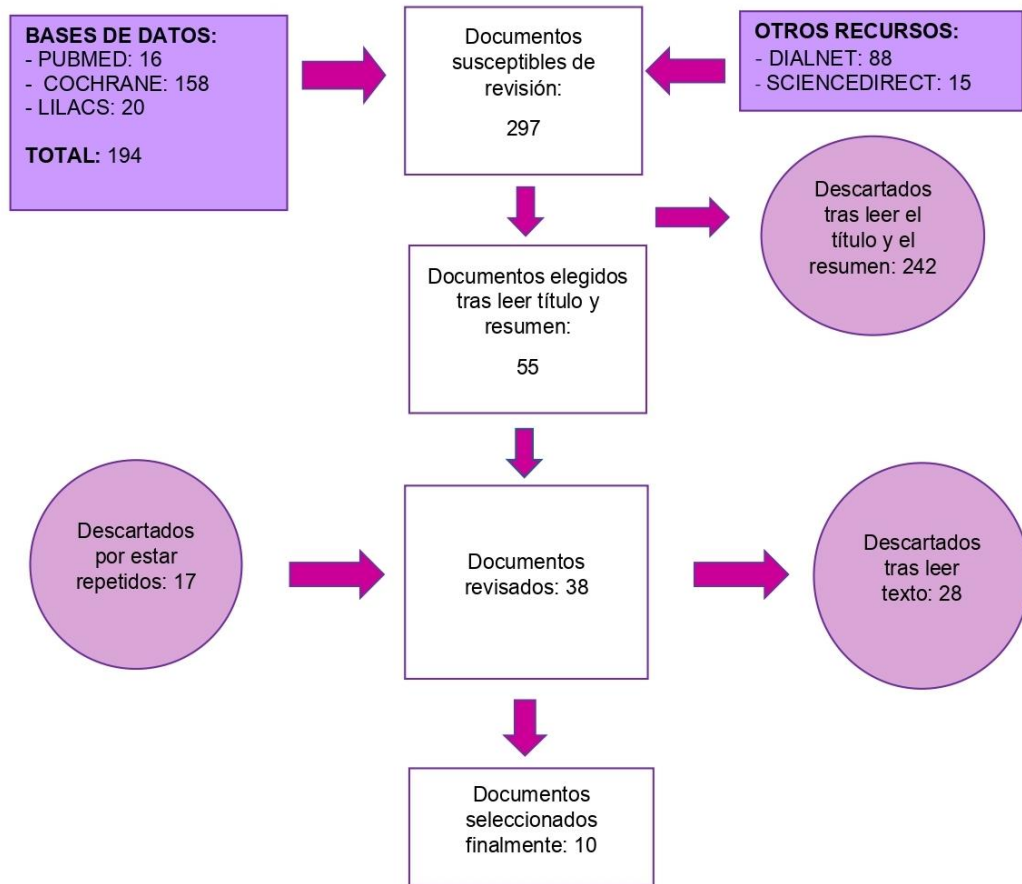 BASES DE DATOS:
- PUBMED: 16
- COCHRANE: 158
- LILACS: 20
TOTAL: 194
Documentos
susceptibles de
revisión:
297
OTROS RECURSOS:
- DIALNET: 88
- SCIENCEDIRECT: 15
Descartados
tras leer el
título y el
resumen: 242
Documentos elegidos
tras leer título y
resumen:
55
Descartados
por estar
repetidos: 17
Documentos
revisados: 38
Descartados
tras leer
texto: 28
Documentos
seleccionados
finalmente: 10